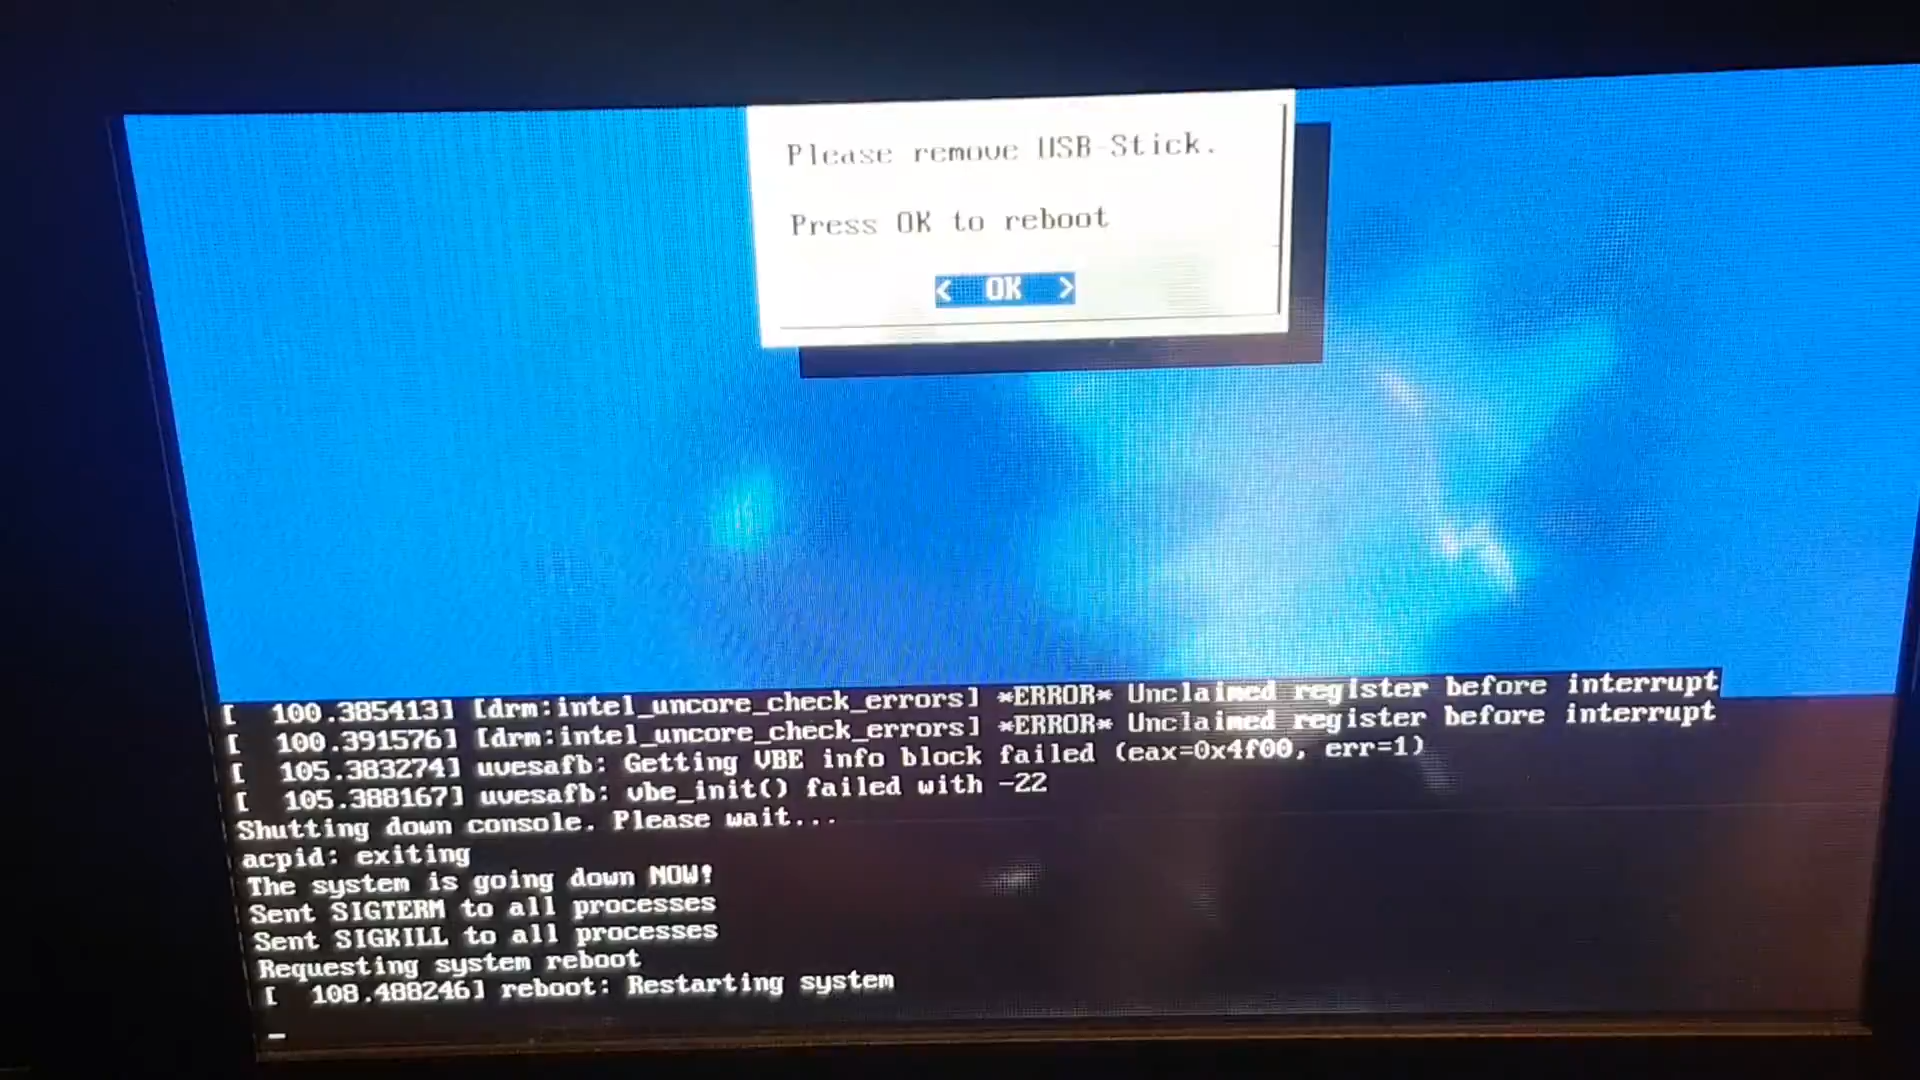 Please remove USB-Stick.
Press OK to reboot
< OK >
[ 100.385413] [drm:intel_uncore_check_errors] *ERROR* Unclaimed register before interrupt
[ 100.391576] [drm:intel_uncore_check_errors] *ERROR* Unclaimed register before interrupt
[ 105.383274] uvesafb: Getting VBE info block failed (eax=0x4f00, err=1)
[ 105.388167] uvesafb: vbe_init() failed with -22
Shutting down console. Please wait...
acpid: exiting
The system is going down NOW!
Sent SIGTERM to all processes
Sent SIGKILL to all processes
Requesting system reboot
[ 108.488246] reboot: Restarting system
_